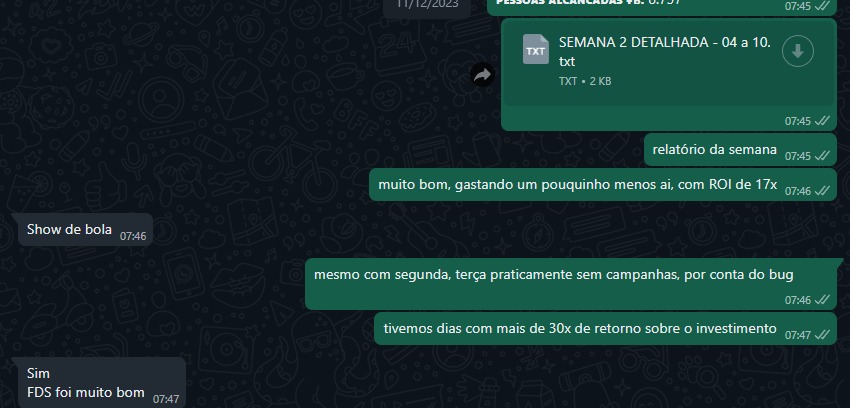 11/12/2023
PESSOAS ALCANÇADAS FB: 8.757
07:45
SEMANA 2 DETALHADA - 04 a 10.
txt
TXT
TXT • 2 KB
07:45
relatório da semana 07:45
muito bom, gastando um pouquinho menos ai, com ROI de 17x 07:46
Show de bola 07:46
mesmo com segunda, terça praticamente sem campanhas, por conta do bug
07:46
tivemos dias com mais de 30x de retorno sobre o investimento 07:47
Sim
FDS foi muito bom 07:47